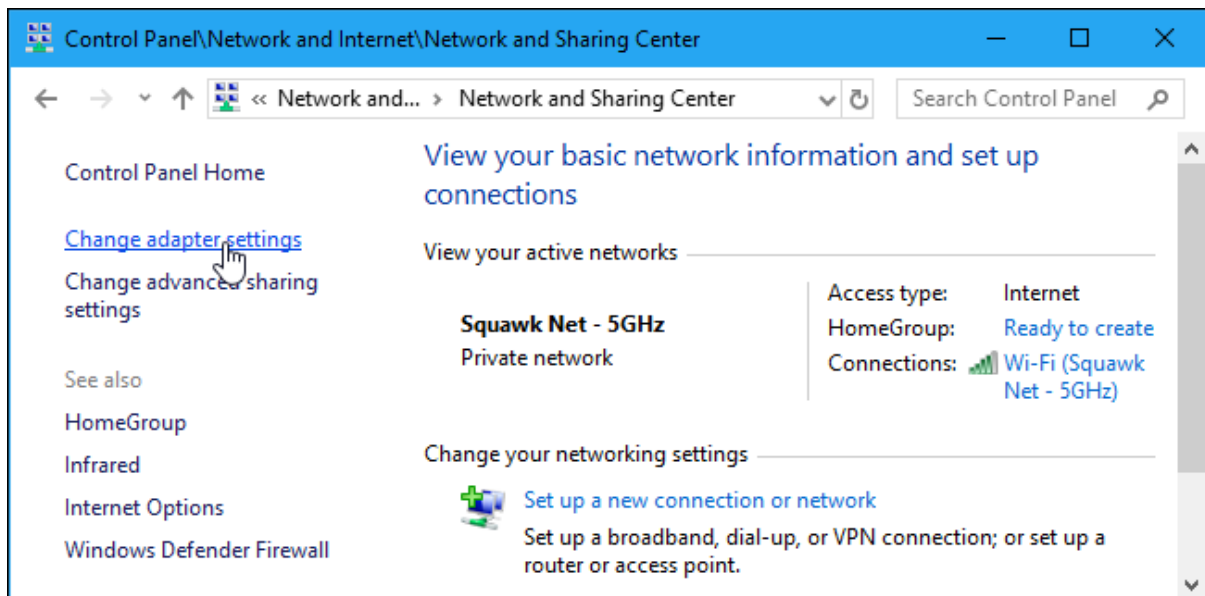 Control Panel\Network and Internet\Network and Sharing Center
« Network and... > Network and Sharing Center
Search Control Panel
Control Panel Home
Change adapter settings
Change advanced sharing
settings
See also
HomeGroup
Infrared
Internet Options
Windows Defender Firewall
View your basic network information and set up
connections
View your active networks
Squawk Net - 5GHz
Private network
Access type: Internet
HomeGroup: Ready to create
Connections: Wi-Fi (Squawk
Net - 5GHz)
Change your networking settings
Set up a new connection or network
Set up a broadband, dial-up, or VPN connection; or set up a
router or access point.